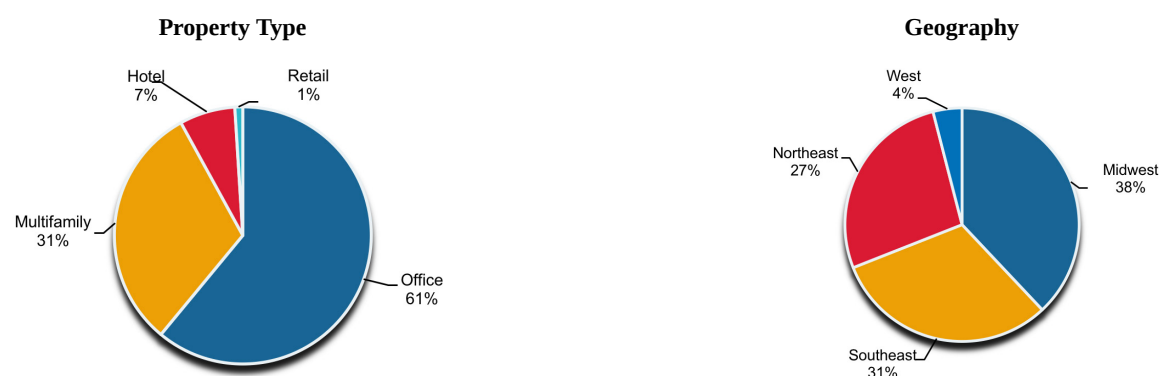 Property Type
Hotel
7%
Retail
1%
Multifamily
31%
Office
61%
Geography
West
4%
Northeast
27%
Midwest
38%
Southeast
31%